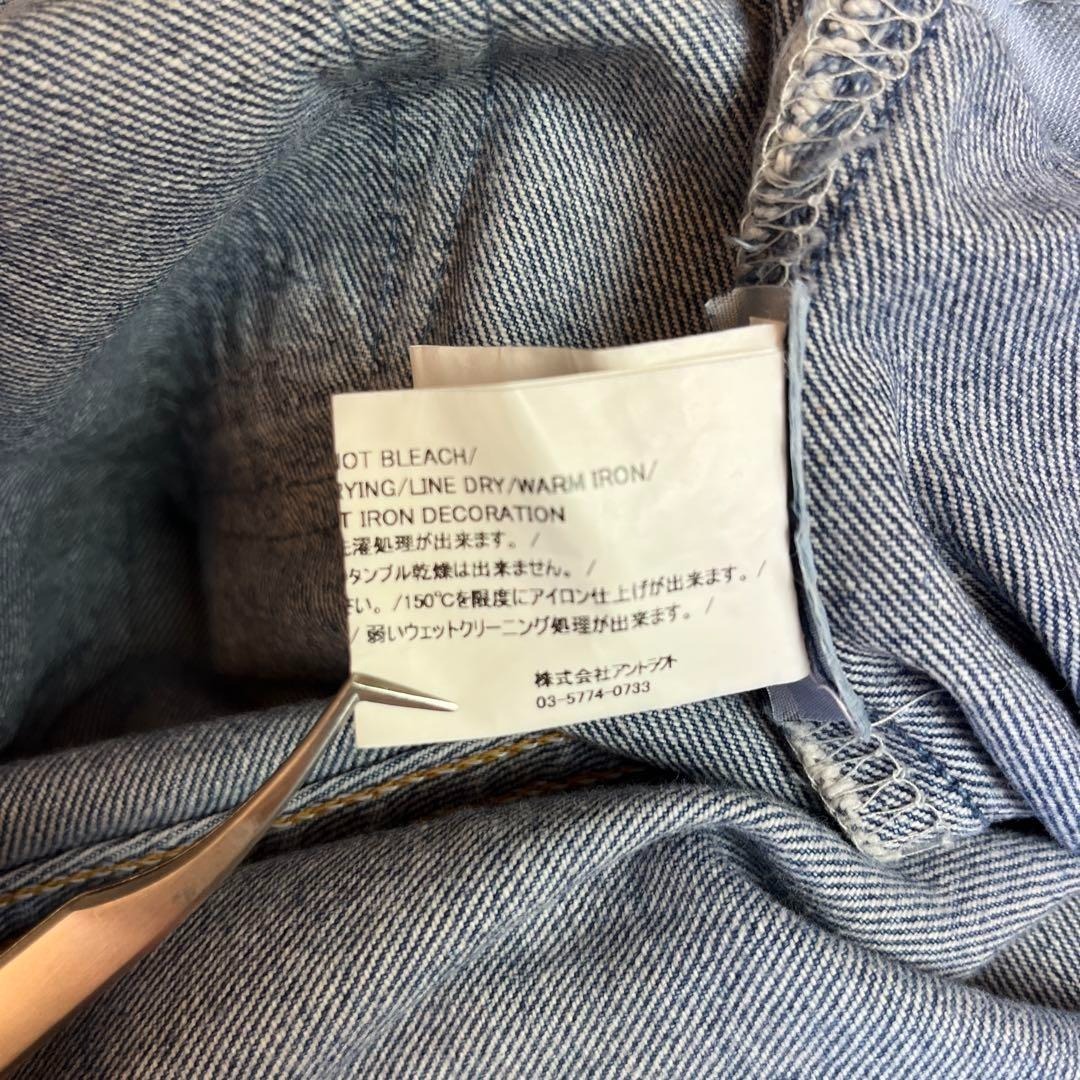 NOT BLEACH/
RYING/LINE DRY/WARM IRON/
T IRON DECORATION
洗濯処理が出来ます。/
タンブル乾燥は出来ません。/
さい。/150℃を限度にアイロン仕上げが出来ます。/
/弱いウェットクリーニング処理が出来ます。/
株式会社アントラクト
03-5774-0733